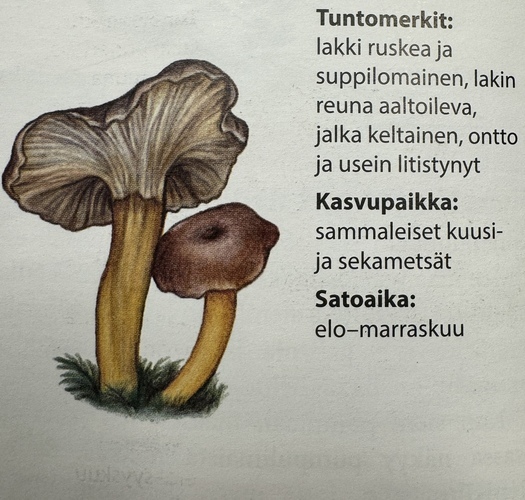 Tuntomerkit:
lakki ruskea ja
suppilomainen, lakin
reuna aaltoileva,
jalka keltainen, ontto
ja usein litistynyt
Kasvupaikka:
sammaleiset kuusi-
ja sekametsät
Satoaika:
elo–marraskuu